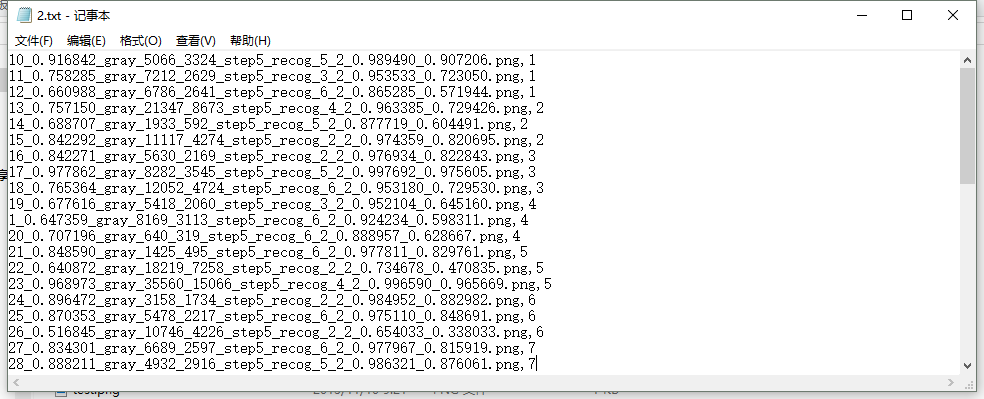 2.txt - 记事本
文件(F) 编辑(E) 格式(O) 查看(V) 帮助(H)
10_0.916842_gray_5066_3324_step5_recog_5_2_0.989490_0.907206.png,1
11_0.758285_gray_7212_2629_step5_recog_3_2_0.953533_0.723050.png,1
12_0.660988_gray_6786_2641_step5_recog_6_2_0.865285_0.571944.png,1
13_0.757150_gray_21347_8673_step5_recog_4_2_0.963385_0.729426.png,2
14_0.688707_gray_1933_592_step5_recog_5_2_0.877719_0.604491.png,2
15_0.842292_gray_11117_4274_step5_recog_2_2_0.974359_0.820695.png,2
16_0.842271_gray_5630_2169_step5_recog_2_2_0.976934_0.822843.png,3
17_0.977862_gray_8282_3545_step5_recog_5_2_0.997692_0.975605.png,3
18_0.765364_gray_12052_4724_step5_recog_6_2_0.953180_0.729530.png,3
19_0.677616_gray_5418_2060_step5_recog_3_2_0.952104_0.645160.png,4
1_0.647359_gray_8169_3113_step5_recog_6_2_0.924234_0.598311.png,4
20_0.707196_gray_640_319_step5_recog_6_2_0.888957_0.628667.png,4
21_0.848590_gray_1425_495_step5_recog_6_2_0.977811_0.829761.png,5
22_0.640872_gray_18219_7258_step5_recog_2_2_0.734678_0.470835.png,5
23_0.968973_gray_35560_15066_step5_recog_4_2_0.996590_0.965669.png,5
24_0.896472_gray_3158_1734_step5_recog_2_2_0.984952_0.882982.png,6
25_0.870353_gray_5478_2217_step5_recog_6_2_0.975110_0.848691.png,6
26_0.516845_gray_10746_4226_step5_recog_2_2_0.654033_0.338033.png,6
27_0.834301_gray_6689_2597_step5_recog_6_2_0.977967_0.815919.png,7
28_0.888211_gray_4932_2916_step5_recog_5_2_0.986321_0.876061.png,7